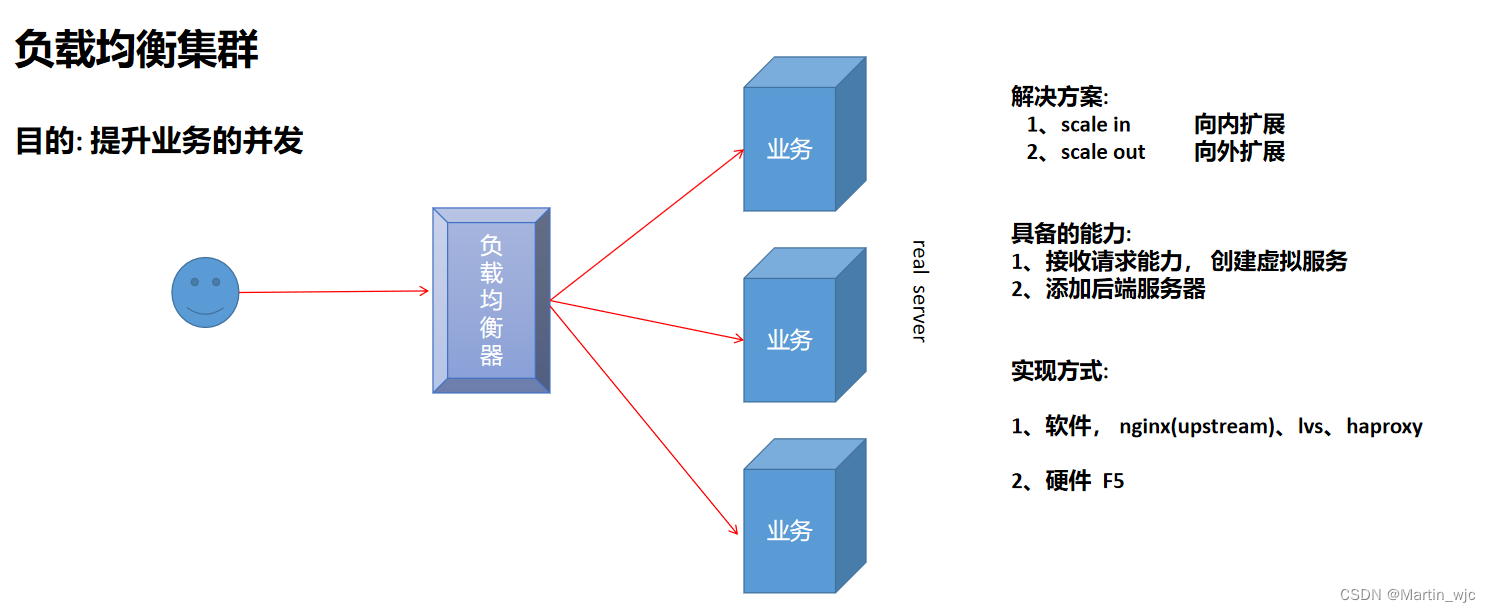 负载均衡集群
目的: 提升业务的并发
负载均衡器
业务
业务
业务
real server
解决方案:
1、scale in 向内扩展
2、scale out 向外扩展
具备的能力:
1、接收请求能力， 创建虚拟服务
2、添加后端服务器
实现方式:
1、软件， nginx(upstream)、lvs、haproxy
2、硬件 F5
CSDN @Martin_wjc